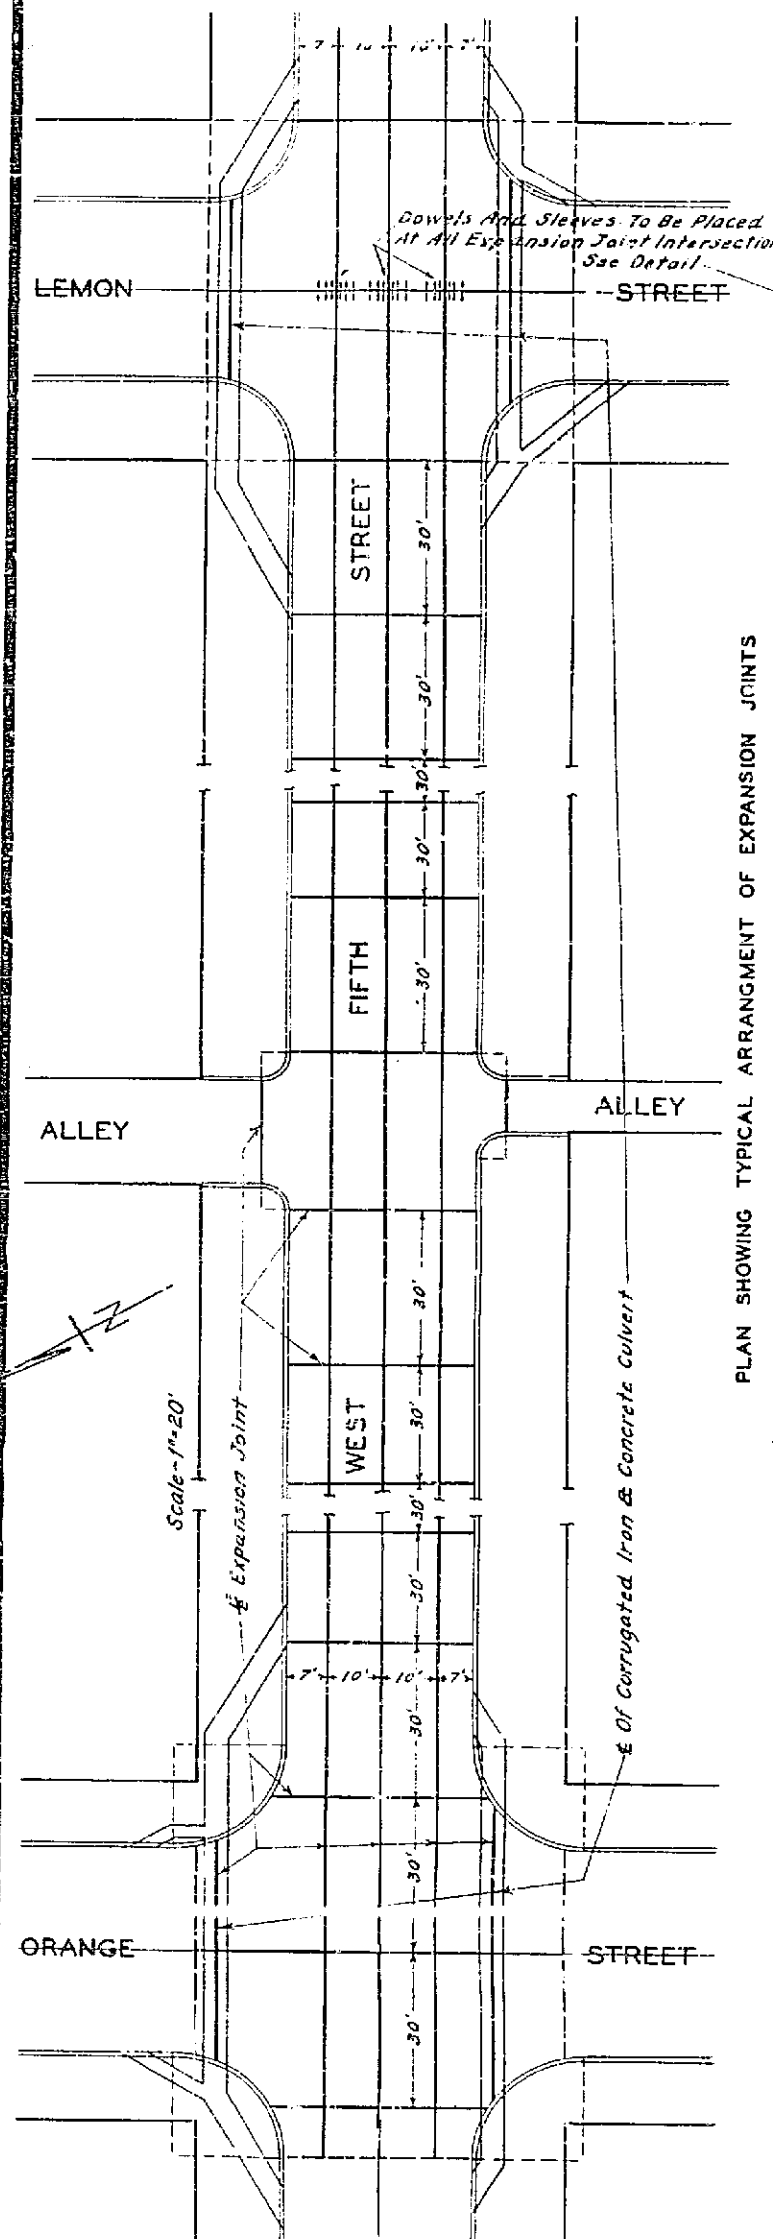 7 10 10' 7'
Dowels And Sleeves To Be Placed
At All Expansion Joint Intersection
See Detail
LEMON STREET
STREET
30'
30'
30'
30'
30'
FIFTH
ALLEY ALLEY
30'
30'
WEST
30'
30'
N
Scale-1"=20'
℄ Expansion Joint
℄ Of Corrugated Iron & Concrete Culvert
PLAN SHOWING TYPICAL ARRANGMENT OF EXPANSION JOINTS
7' 10' 10' 7'
30'
30'
ORANGE STREET
30'